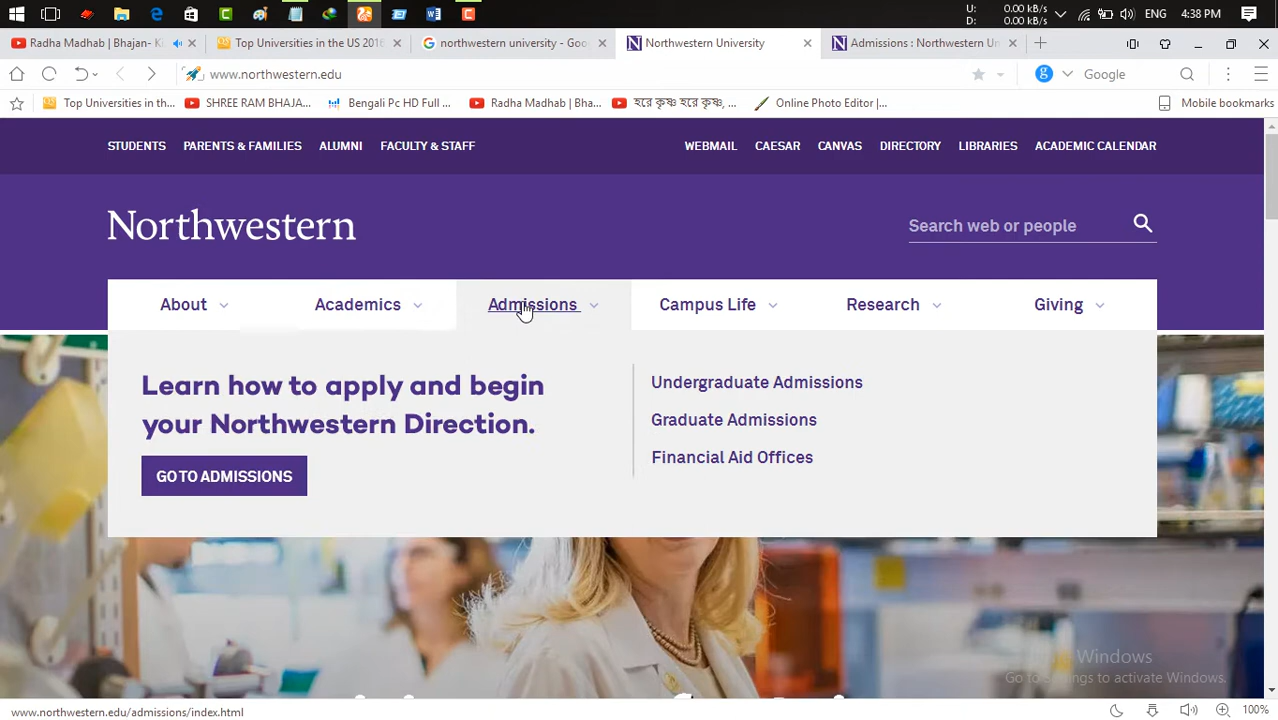 U: 0.00 kB/s
D: 0.00 kB/s
ENG 4:38 PM
Radha Madhab | Bhajan- Ki
Top Universities in the US 2016
northwestern university - Goo
Northwestern University
Admissions : Northwestern Un
www.northwestern.edu
Google
Top Universities in th...
SHREE RAM BHAJA...
Bengali Pc HD Full ...
Radha Madhab | Bha...
হরে কৃষ্ণ হরে কৃষ্ণ, ...
Online Photo Editor |...
Mobile bookmarks
STUDENTS PARENTS & FAMILIES ALUMNI FACULTY & STAFF WEBMAIL CAESAR CANVAS DIRECTORY LIBRARIES ACADEMIC CALENDAR
Northwestern
Search web or people
About Academics Admissions Campus Life Research Giving
Learn how to apply and begin
your Northwestern Direction.
GO TO ADMISSIONS
Undergraduate Admissions
Graduate Admissions
Financial Aid Offices
Windows
Go to Settings to activate Windows.
www.northwestern.edu/admissions/index.html
100%